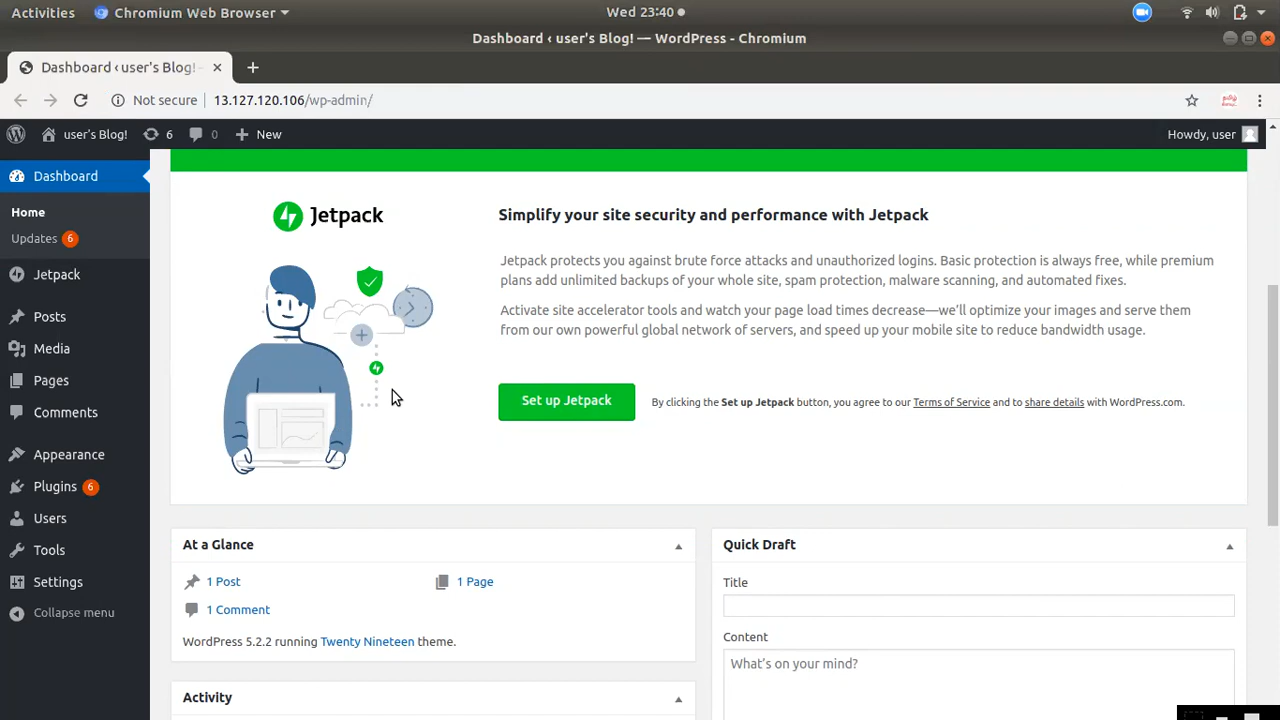 Activities Chromium Web Browser Wed 23:40
Dashboard ‹ user's Blog! — WordPress - Chromium
Dashboard ‹ user's Blog! -
Not secure 13.127.120.106/wp-admin/
user's Blog! 6 0 New Howdy, user
Dashboard
Home
Updates 6
Jetpack
Posts
Media
Pages
Comments
Appearance
Plugins 6
Users
Tools
Settings
Collapse menu
Jetpack
Simplify your site security and performance with Jetpack
Jetpack protects you against brute force attacks and unauthorized logins. Basic protection is always free, while premium
plans add unlimited backups of your whole site, spam protection, malware scanning, and automated fixes.
Activate site accelerator tools and watch your page load times decrease—we'll optimize your images and serve them
from our own powerful global network of servers, and speed up your mobile site to reduce bandwidth usage.
Set up Jetpack By clicking the Set up Jetpack button, you agree to our Terms of Service and to share details with WordPress.com.
At a Glance
1 Post 1 Page
1 Comment
WordPress 5.2.2 running Twenty Nineteen theme.
Activity
Quick Draft
Title
Content
What's on your mind?